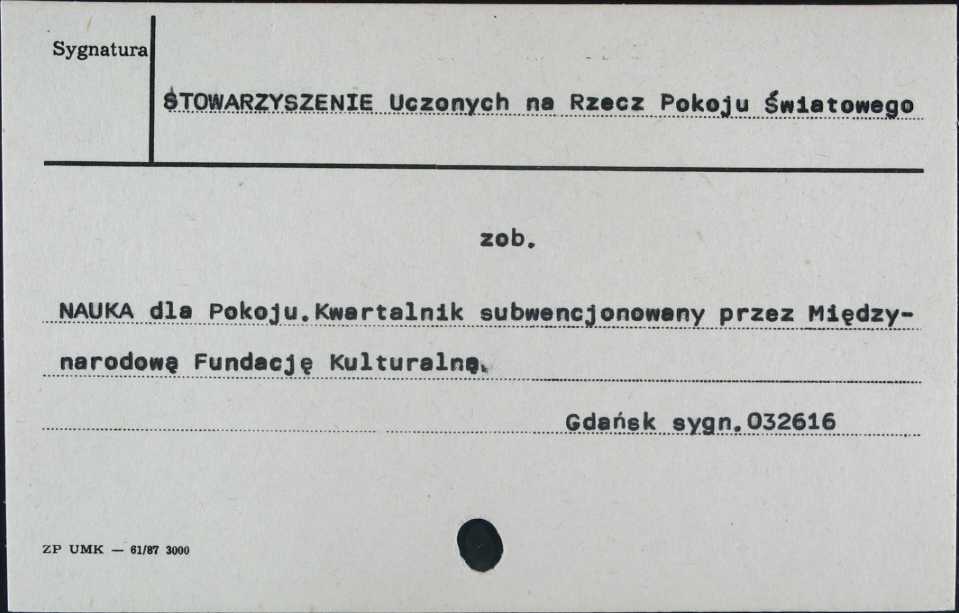 Sygnatura
STOWARZYSZENIE Uczonych na Rzecz Pokoju Światowego
zob.
NAUKA dla Pokoju.Kwartalnik subwencjonowany przez Między-
narodową Fundację Kulturalną.
Gdańsk sygn.032616
ZP UMK — 61/87 3000